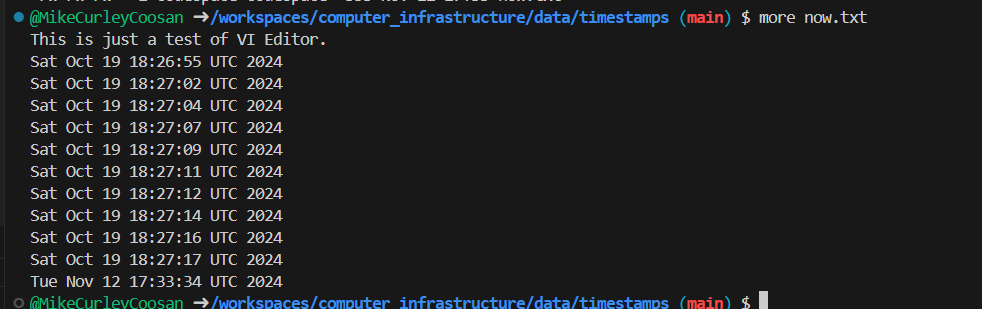 @MikeCurleyCoosan ➜/workspaces/computer_infrastructure/data/timestamps (main) $ more now.txt
This is just a test of VI Editor.
Sat Oct 19 18:26:55 UTC 2024
Sat Oct 19 18:27:02 UTC 2024
Sat Oct 19 18:27:04 UTC 2024
Sat Oct 19 18:27:07 UTC 2024
Sat Oct 19 18:27:09 UTC 2024
Sat Oct 19 18:27:11 UTC 2024
Sat Oct 19 18:27:12 UTC 2024
Sat Oct 19 18:27:14 UTC 2024
Sat Oct 19 18:27:16 UTC 2024
Sat Oct 19 18:27:17 UTC 2024
Tue Nov 12 17:33:34 UTC 2024
@MikeCurleyCoosan ➜/workspaces/computer_infrastructure/data/timestamps (main) $